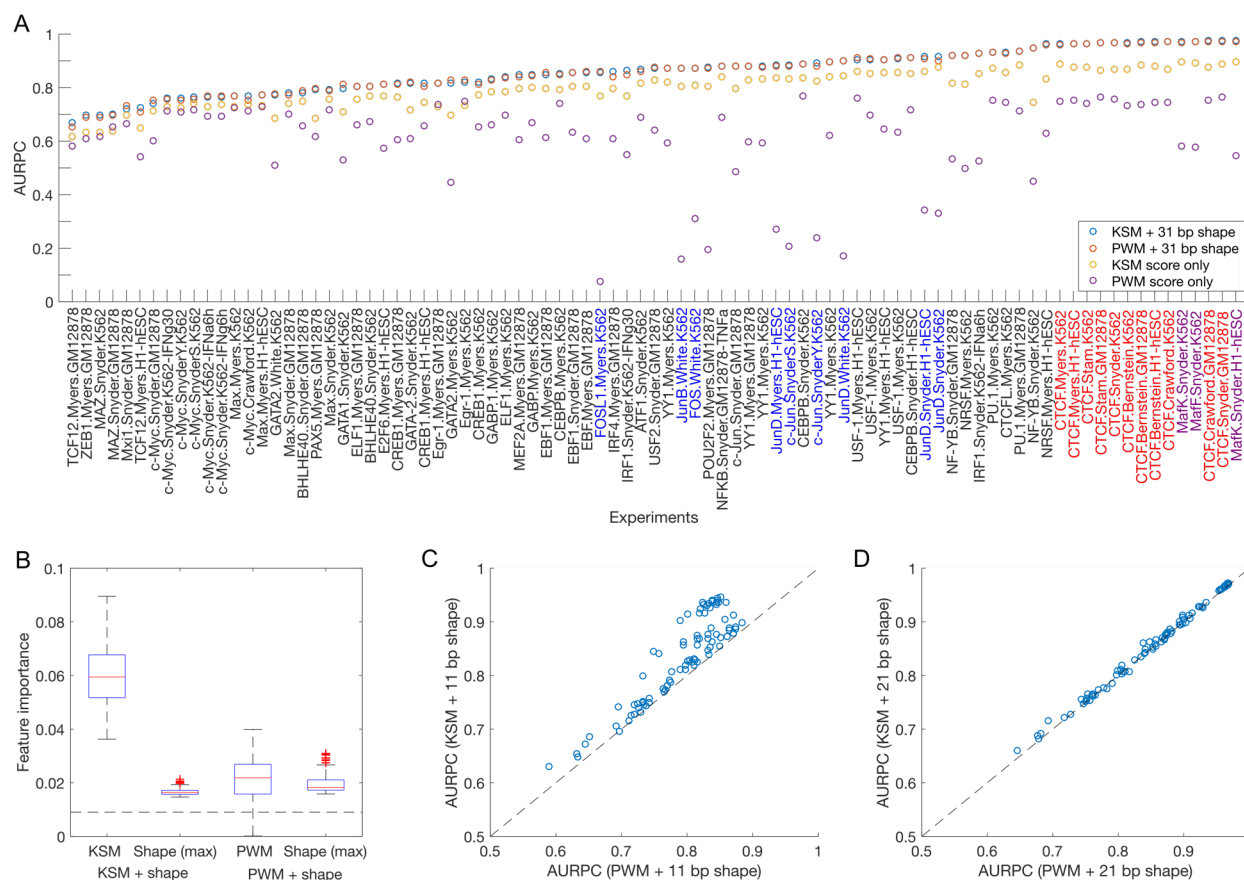 A
1
0.8
0.6
0.4
0.2
0
AURPC
KSM + 31 bp shape
PWM + 31 bp shape
KSM score only
PWM score only
TCF12.Myers.GM12878
ZEB1.Myers.GM12878
MAZ.Snyder.K562
MAZ.Snyder.GM12878
Mxi1.Snyder.GM12878
TCF12.Myers.H1-hESC
c-Myc.Snyder.GM12878
c-Myc.Snyder.K562-IFNg30
c-Myc.SnyderY.K562
c-Myc.SnyderS.K562
c-Myc.Snyder.K562-IFNa6h
c-Myc.Snyder.K562-IFNg6h
Max.Myers.K562
c-Myc.Crawford.K562
Max.Myers.H1-hESC
GATA2.White.K562
Max.Snyder.GM12878
BHLHE40.Snyder.GM12878
PAX5.Myers.GM12878
Max.Snyder.K562
GATA1.Snyder.K562
ELF1.Myers.GM12878
BHLHE40.Snyder.K562
E2F6.Myers.H1-hESC
CREB1.Myers.GM12878
GATA-2.Snyder.K562
CREB1.Myers.H1-hESC
Egr-1.Myers.GM12878
GATA2.Myers.K562
Egr-1.Myers.K562
CREB1.Myers.K562
GABP1.Myers.K562
ELF1.Myers.K562
MEF2A.Myers.GM12878
GABP.Myers.K562
EBF1.Myers.GM12878
CEBPB.Myers.K562
EBF1.Snyder.GM12878
EBF.Myers.GM12878
FOSL1.Myers.K562
IRF4.Myers.GM12878
IRF1.Snyder.K562-IFNg30
ATF1.Snyder.K562
USF2.Snyder.GM12878
YY1.Myers.K562
JunB.White.K562
FOS.White.K562
POU2F2.Myers.GM12878
NFKB.Snyder.GM12878-TNFa
c-Jun.Snyder.GM12878
YY1.Myers.GM12878
YY1.Myers.K562
JunD.Myers.H1-hESC
c-Jun.SnyderS.K562
CEBPB.Snyder.K562
c-Jun.SnyderY.K562
YY1.Myers.K562
JunD.White.K562
USF-1.Myers.H1-hESC
USF-1.Myers.K562
YY1.Myers.H1-hESC
USF-1.Myers.GM12878
CEBPB.Snyder.H1-hESC
JunD.Snyder.H1-hESC
JunD.Snyder.K562
NF-YB.Snyder.GM12878
NRSF.Myers.K562
IRF1.Snyder.K562-IFNa6h
PU.1.Myers.K562
CTCFL.Myers.K562
PU.1.Myers.GM12878
NF-YB.Snyder.K562
NRSF.Myers.H1-hESC
CTCF.Myers.K562
CTCF.Myers.H1-hESC
CTCF.Stam.K562
CTCF.Stam.GM12878
CTCF.Snyder.K562
CTCF.Bernstein.K562
CTCF.Bernstein.GM12878
CTCF.Bernstein.H1-hESC
CTCF.Crawford.K562
MafK.Snyder.K562
MafK.Snyder.K562
CTCF.Crawford.GM12878
CTCF.Snyder.GM12878
MafK.Snyder.H1-hESC
Experiments
B
0.1
0.08
0.06
0.04
0.02
0
Feature importance
KSM Shape (max) PWM Shape (max)
KSM + shape PWM + shape
C
1
0.9
0.8
0.7
0.6
0.5
AURPC (KSM + 11 bp shape)
0.5 0.6 0.7 0.8 0.9 1
AURPC (PWM + 11 bp shape)
D
1
0.9
0.8
0.7
0.6
0.5
AURPC (KSM + 21 bp shape)
0.5 0.6 0.7 0.8 0.9 1
AURPC (PWM + 21 bp shape)